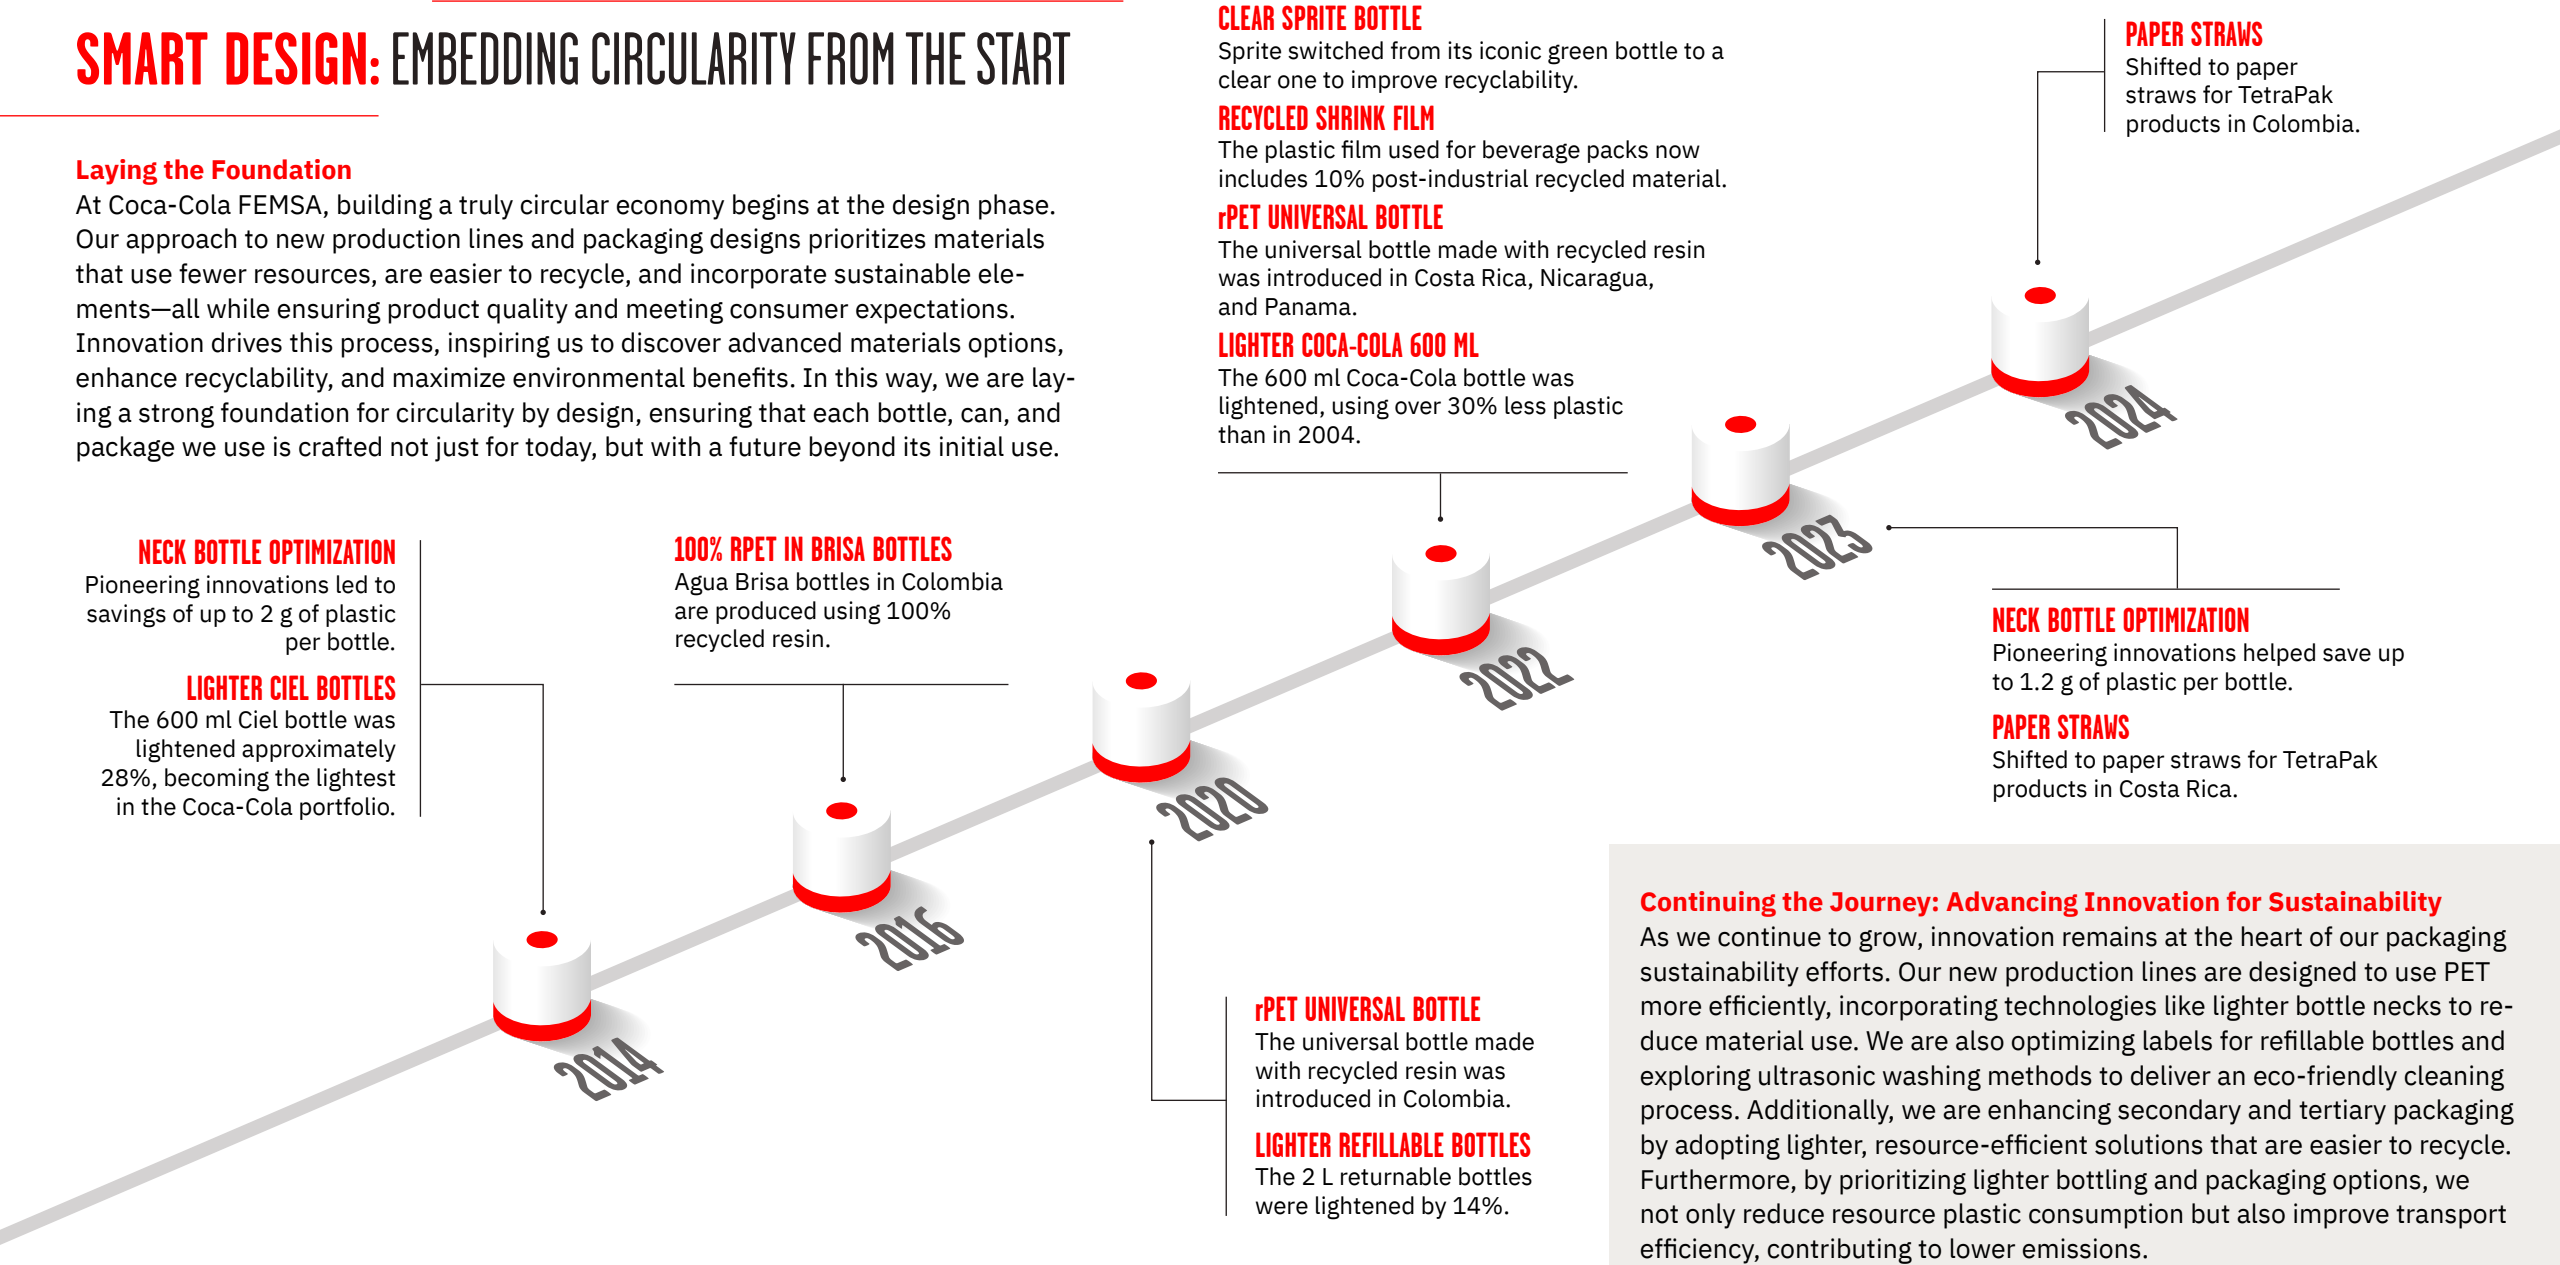 SMART DESIGN: EMBEDDING CIRCULARITY FROM THE START
Laying the Foundation
At Coca-Cola FEMSA, building a truly circular economy begins at the design phase.
Our approach to new production lines and packaging designs prioritizes materials
that use fewer resources, are easier to recycle, and incorporate sustainable ele-
ments—all while ensuring product quality and meeting consumer expectations.
Innovation drives this process, inspiring us to discover advanced materials options,
enhance recyclability, and maximize environmental benefits. In this way, we are lay-
ing a strong foundation for circularity by design, ensuring that each bottle, can, and
package we use is crafted not just for today, but with a future beyond its initial use.
NECK BOTTLE OPTIMIZATION
Pioneering innovations led to
savings of up to 2 g of plastic
per bottle.
LIGHTER CIEL BOTTLES
The 600 ml Ciel bottle was
lightened approximately
28%, becoming the lightest
in the Coca-Cola portfolio.
2014
100% RPET IN BRISA BOTTLES
Agua Brisa bottles in Colombia
are produced using 100%
recycled resin.
2016
2020
rPET UNIVERSAL BOTTLE
The universal bottle made
with recycled resin was
introduced in Colombia.
LIGHTER REFILLABLE BOTTLES
The 2 L returnable bottles
were lightened by 14%.
CLEAR SPRITE BOTTLE
Sprite switched from its iconic green bottle to a
clear one to improve recyclability.
RECYCLED SHRINK FILM
The plastic film used for beverage packs now
includes 10% post-industrial recycled material.
rPET UNIVERSAL BOTTLE
The universal bottle made with recycled resin
was introduced in Costa Rica, Nicaragua,
and Panama.
LIGHTER COCA-COLA 600 ML
The 600 ml Coca-Cola bottle was
lightened, using over 30% less plastic
than in 2004.
2022
2023
NECK BOTTLE OPTIMIZATION
Pioneering innovations helped save up
to 1.2 g of plastic per bottle.
PAPER STRAWS
Shifted to paper straws for TetraPak
products in Costa Rica.
PAPER STRAWS
Shifted to paper
straws for TetraPak
products in Colombia.
2024
Continuing the Journey: Advancing Innovation for Sustainability
As we continue to grow, innovation remains at the heart of our packaging
sustainability efforts. Our new production lines are designed to use PET
more efficiently, incorporating technologies like lighter bottle necks to re-
duce material use. We are also optimizing labels for refillable bottles and
exploring ultrasonic washing methods to deliver an eco-friendly cleaning
process. Additionally, we are enhancing secondary and tertiary packaging
by adopting lighter, resource-efficient solutions that are easier to recycle.
Furthermore, by prioritizing lighter bottling and packaging options, we
not only reduce resource plastic consumption but also improve transport
efficiency, contributing to lower emissions.